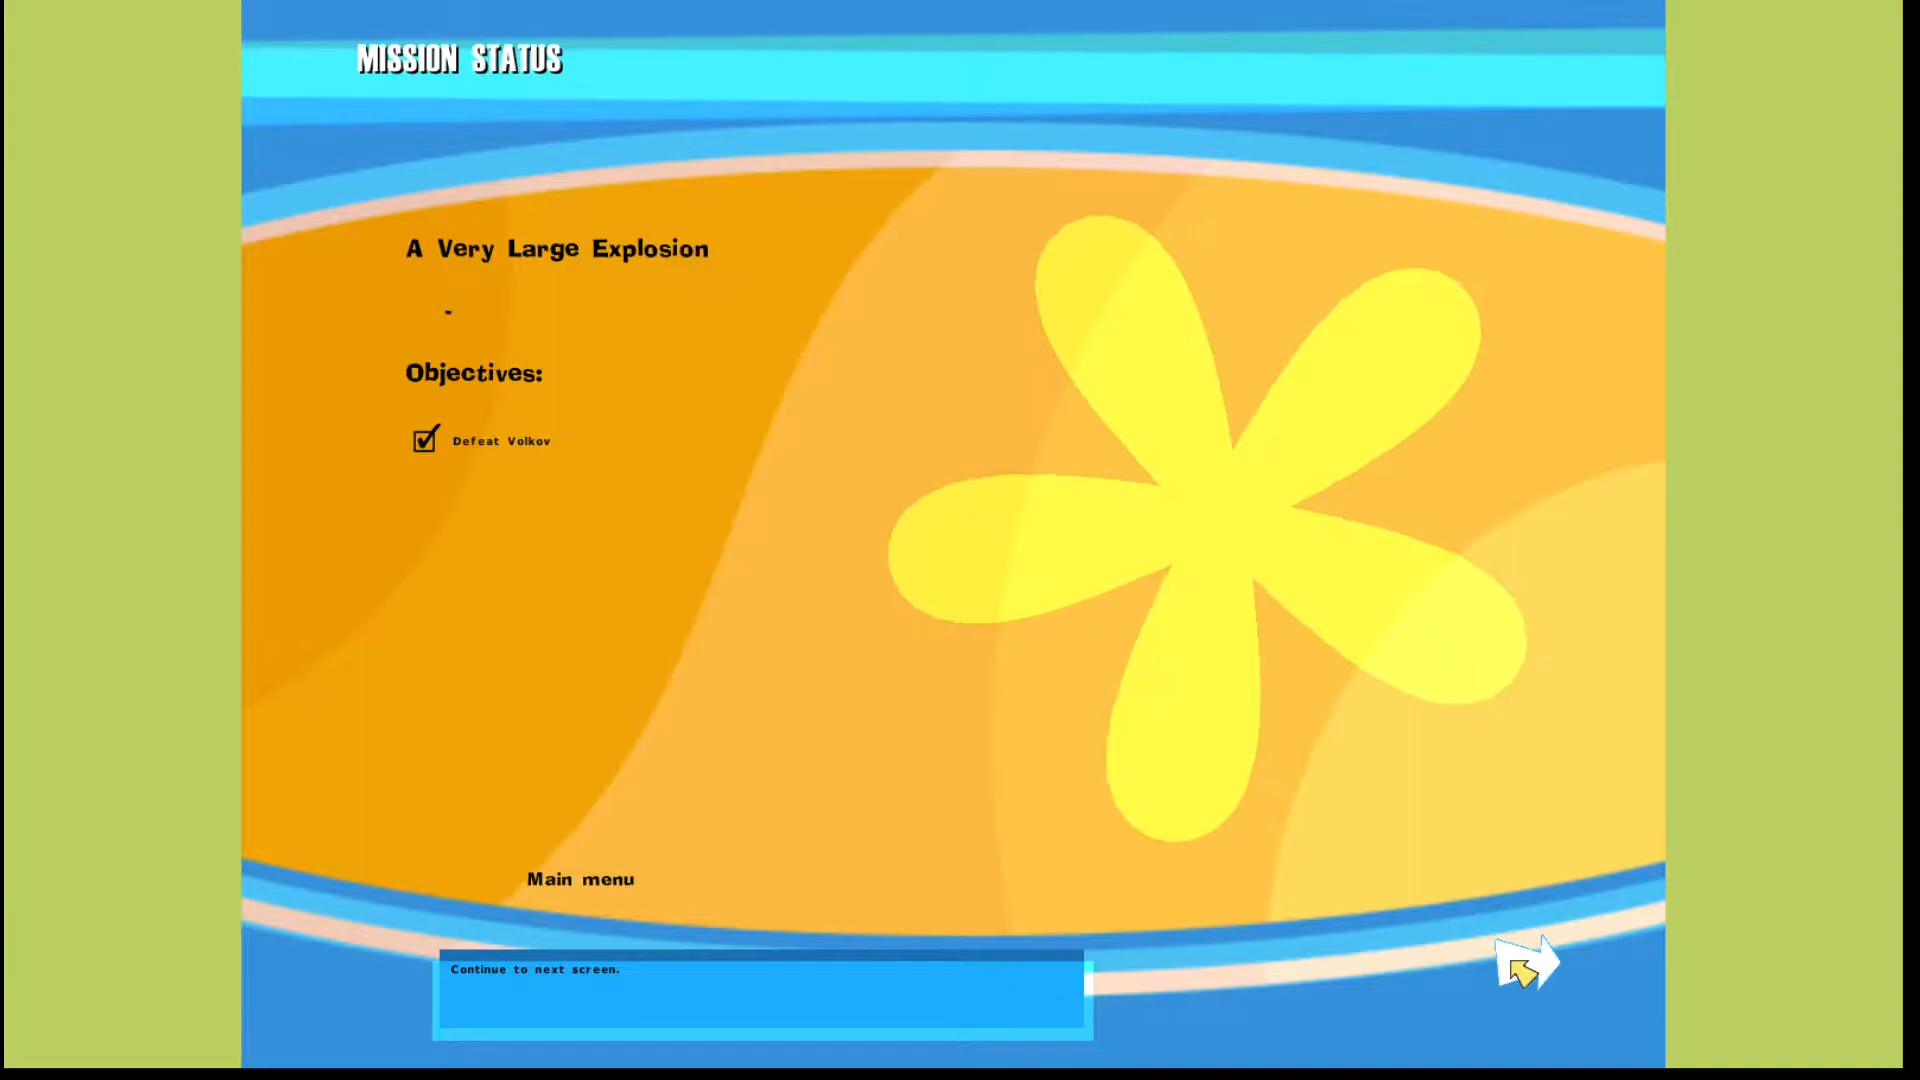 MISSION STATUS
A Very Large Explosion
-
Objectives:
Defeat Volkov
Main menu
Continue to next screen.